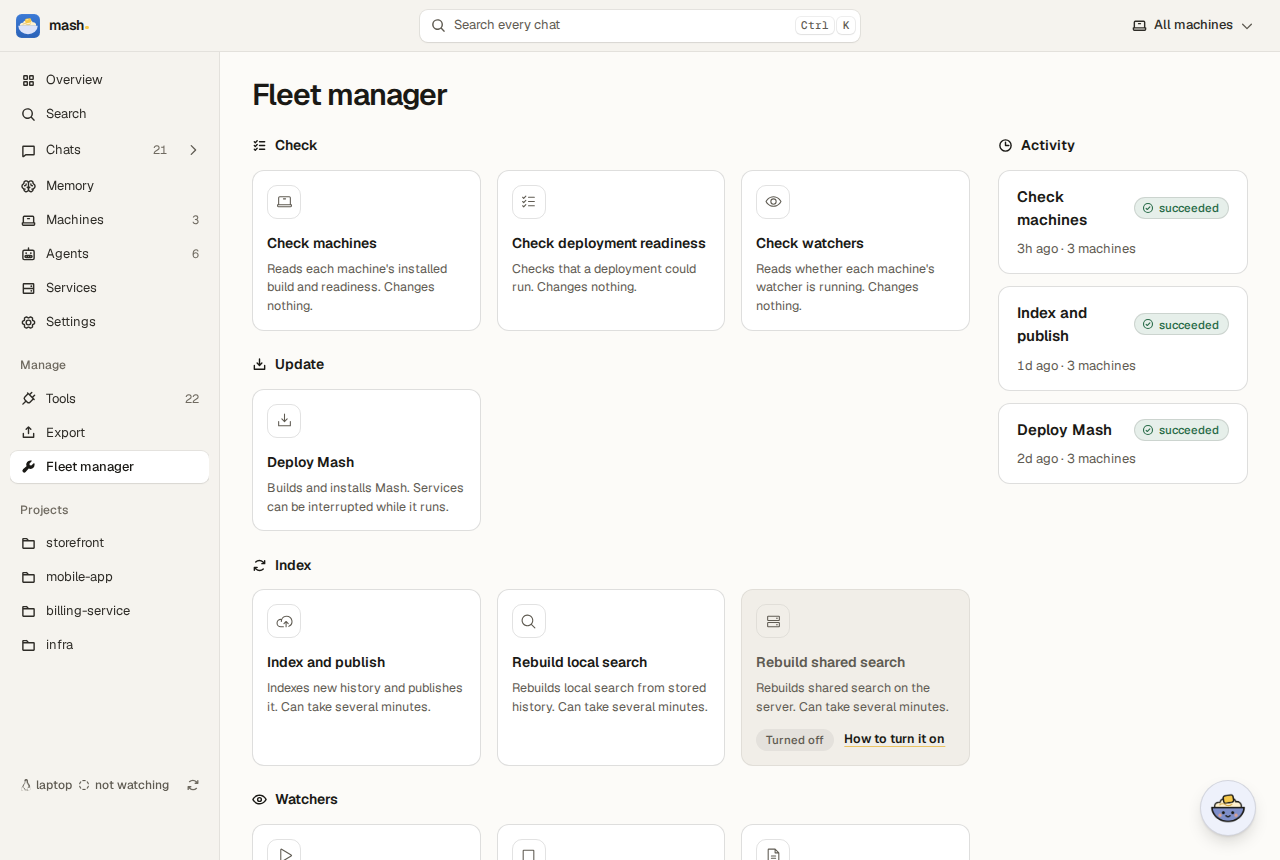 mash.
Search every chat
Ctrl K
All machines
Overview
Search
Chats 21
Memory
Machines 3
Agents 6
Services
Settings
Manage
Tools 22
Export
Fleet manager
Projects
storefront
mobile-app
billing-service
infra
laptop not watching
Fleet manager
Check
Check machines
Reads each machine's installed
build and readiness. Changes
nothing.
Check deployment readiness
Checks that a deployment could
run. Changes nothing.
Check watchers
Reads whether each machine's
watcher is running. Changes
nothing.
Update
Deploy Mash
Builds and installs Mash. Services
can be interrupted while it runs.
Index
Index and publish
Indexes new history and publishes
it. Can take several minutes.
Rebuild local search
Rebuilds local search from stored
history. Can take several minutes.
Rebuild shared search
Rebuilds shared search on the
server. Can take several minutes.
Turned off How to turn it on
Watchers
Activity
Check
machines
succeeded
3h ago · 3 machines
Index and
publish
succeeded
1d ago · 3 machines
Deploy Mash succeeded
2d ago · 3 machines